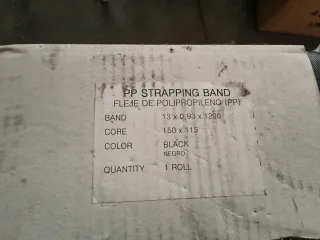 PP STRAPPING BAND
FLEJE DE POLIPROPILENO (PP)
BAND 13 x 0,93 x 1200
CORE 150 x 115
COLOR BLACK
NEGRO
QUANTITY 1 ROLL